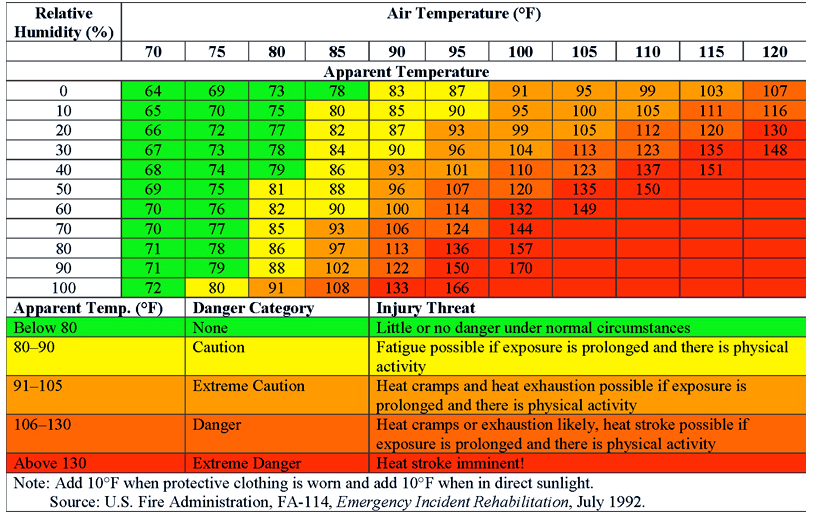 Relative Humidity (%) Air Temperature (°F)
70 75 80 85 90 95 100 105 110 115 120
Apparent Temperature
0 64 69 73 78 83 87 91 95 99 103 107
10 65 70 75 80 85 90 95 100 105 111 116
20 66 72 77 82 87 93 99 105 112 120 130
30 67 73 78 84 90 96 104 113 123 135 148
40 68 74 79 86 93 101 110 123 137 151
50 69 75 81 88 96 107 120 135 150
60 70 76 82 90 100 114 132 149
70 70 77 85 93 106 124 144
80 71 78 86 97 113 136 157
90 71 79 88 102 122 150 170
100 72 80 91 108 133 166
Apparent Temp. (°F) Danger Category Injury Threat
Below 80 None Little or no danger under normal circumstances
80–90 Caution Fatigue possible if exposure is prolonged and there is physical
activity
91–105 Extreme Caution Heat cramps and heat exhaustion possible if exposure is
prolonged and there is physical activity
106–130 Danger Heat cramps or exhaustion likely, heat stroke possible if
exposure is prolonged and there is physical activity
Above 130 Extreme Danger Heat stroke imminent!
Note: Add 10°F when protective clothing is worn and add 10°F when in direct sunlight.
Source: U.S. Fire Administration, FA-114, Emergency Incident Rehabilitation, July 1992.